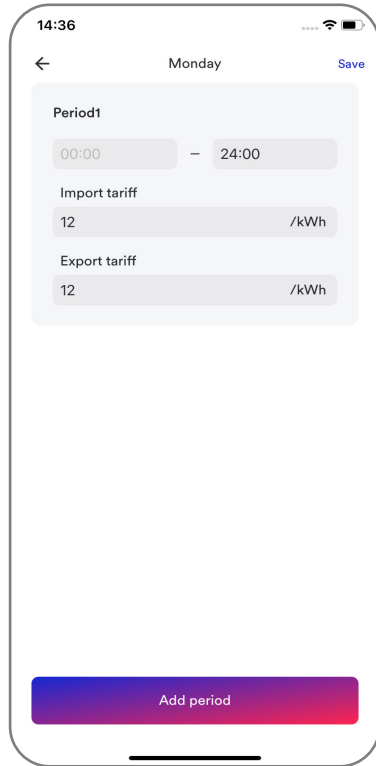 14:36
Monday Save
Period1
00:00 – 24:00
Import tariff
12 /kWh
Export tariff
12 /kWh
Add period